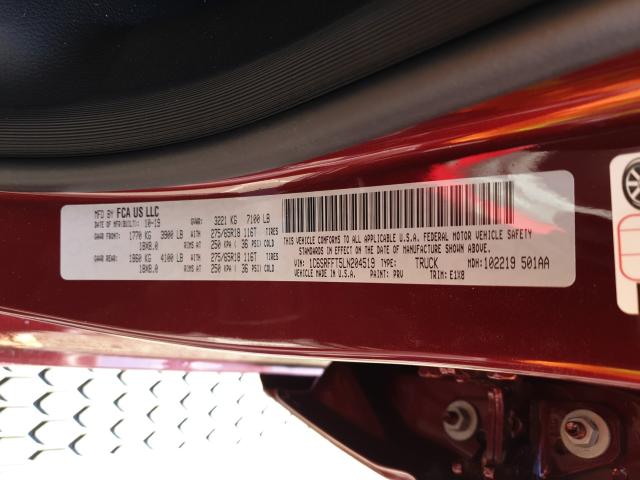 MFD BY FCA US LLC
DATE OF MFR(BUILT): 10-19 GVWR: 3221 KG 7100 LB
GAWR FRONT: 1770 KG 3900 LB WITH 275/65R18 116T TIRES
18X8.0 RIMS AT 250 KPA ( 36 PSI) COLD
GAWR REAR: 1860 KG 4100 LB WITH 275/65R18 116T TIRES
18X8.0 RIMS AT 250 KPA ( 36 PSI) COLD
THIS VEHICLE CONFORMS TO ALL APPLICABLE U.S.A. FEDERAL MOTOR VEHICLE SAFETY
STANDARDS IN EFFECT ON THE DATE OF MANUFACTURE SHOWN ABOVE.
VIN: 1C6SRFFT5LN204519 TYPE: TRUCK MDH: 102219 501AA
VEHICLE MADE IN: U.S.A. PAINT: PRV TRIM: E1X8